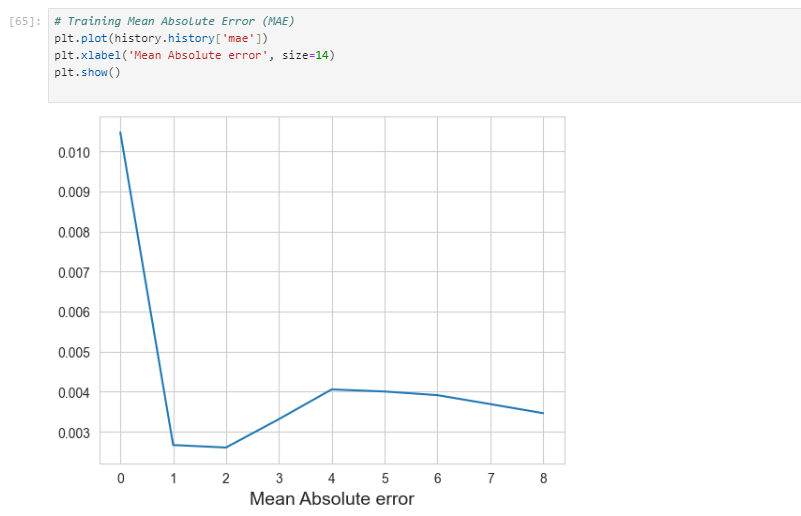 [65]: # Training Mean Absolute Error (MAE)
plt.plot(history.history['mae'])
plt.xlabel('Mean Absolute error', size=14)
plt.show()
0.010
0.009
0.008
0.007
0.006
0.005
0.004
0.003
0 1 2 3 4 5 6 7 8
Mean Absolute error